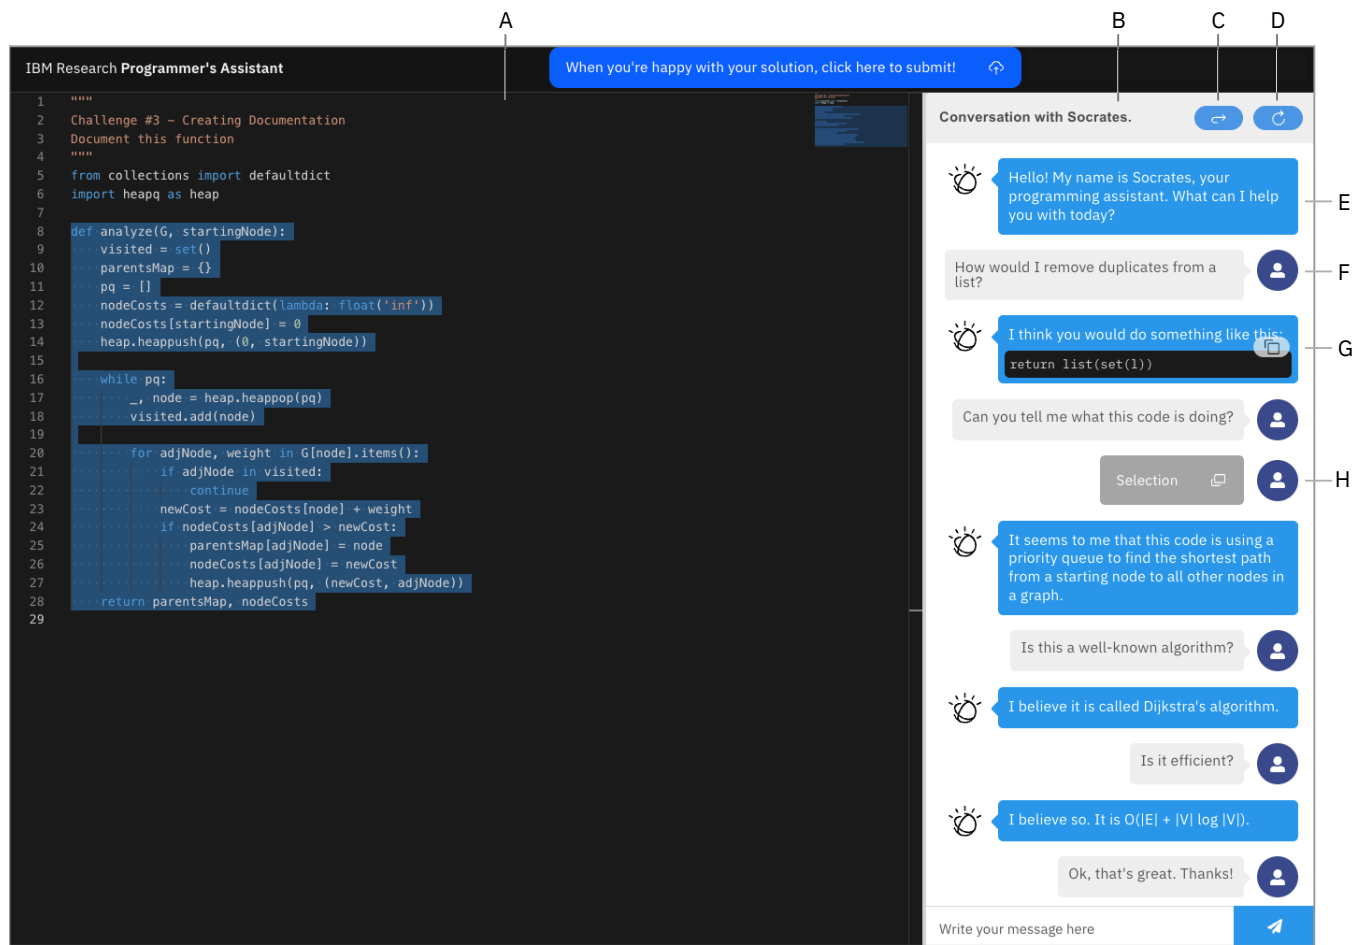 A
B
C
D
IBM Research Programmer's Assistant
When you're happy with your solution, click here to submit!
1 """
2 Challenge #3 – Creating Documentation
3 Document this function
4 """
5 from collections import defaultdict
6 import heapq as heap
7
8 def analyze(G, startingNode):
9 visited = set()
10 parentsMap = {}
11 pq = []
12 nodeCosts = defaultdict(lambda: float('inf'))
13 nodeCosts[startingNode] = 0
14 heap.heappush(pq, (0, startingNode))
15
16 while pq:
17 _, node = heap.heappop(pq)
18 visited.add(node)
19
20 for adjNode, weight in G[node].items():
21 if adjNode in visited:
22 continue
23 newCost = nodeCosts[node] + weight
24 if nodeCosts[adjNode] > newCost:
25 parentsMap[adjNode] = node
26 nodeCosts[adjNode] = newCost
27 heap.heappush(pq, (newCost, adjNode))
28 return parentsMap, nodeCosts
29
Conversation with Socrates.
Hello! My name is Socrates, your
programming assistant. What can I help
you with today?
E
How would I remove duplicates from a
list?
F
I think you would do something like this:
return list(set(l))
G
Can you tell me what this code is doing?
Selection
H
It seems to me that this code is using a
priority queue to find the shortest path
from a starting node to all other nodes in
a graph.
Is this a well-known algorithm?
I believe it is called Dijkstra's algorithm.
Is it efficient?
I believe so. It is O(|E| + |V| log |V|).
Ok, that's great. Thanks!
Write your message here